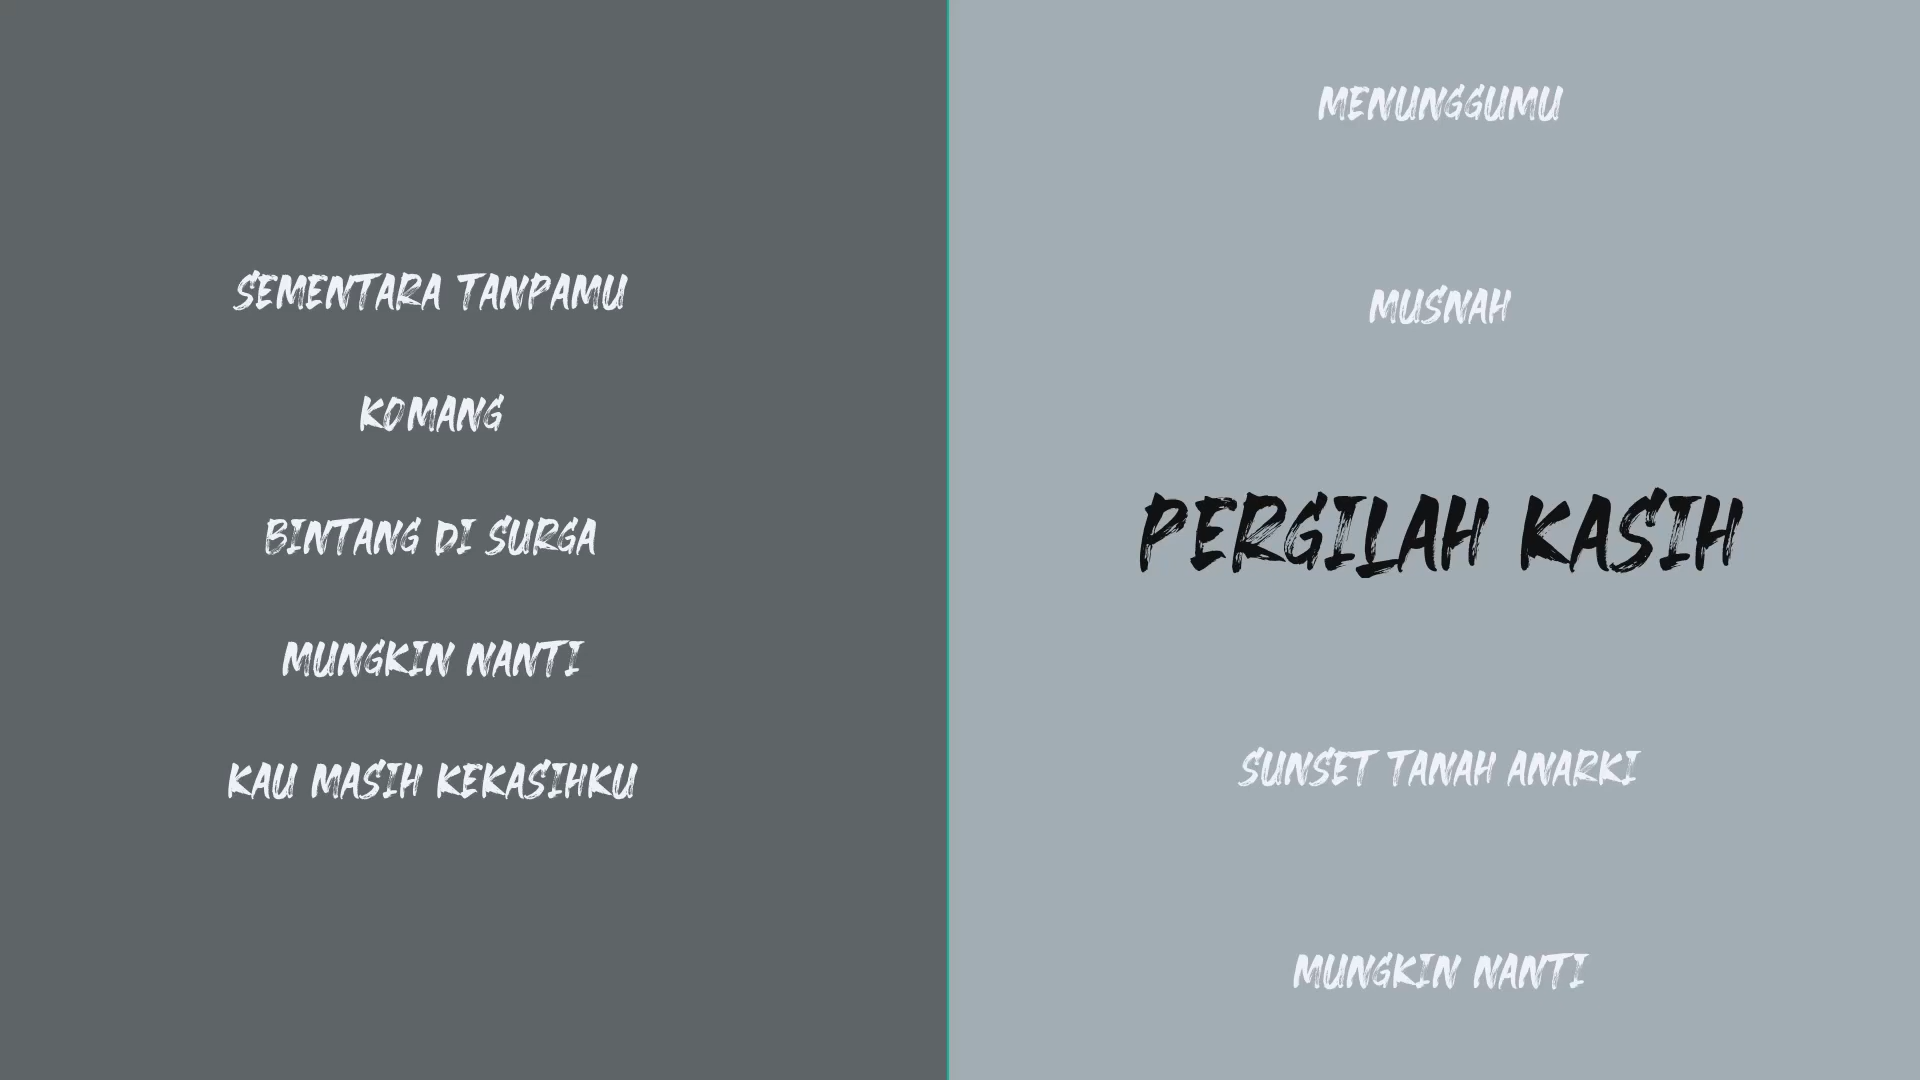 SEMENTARA TANPAMU
KOMANG
BINTANG DI SURGA
MUNGKIN NANTI
KAU MASIH KEKASIHKU
MENUNGGUMU
MUSNAH
PERGILAH KASIH
SUNSET TANAH ANARKI
MUNGKIN NANTI